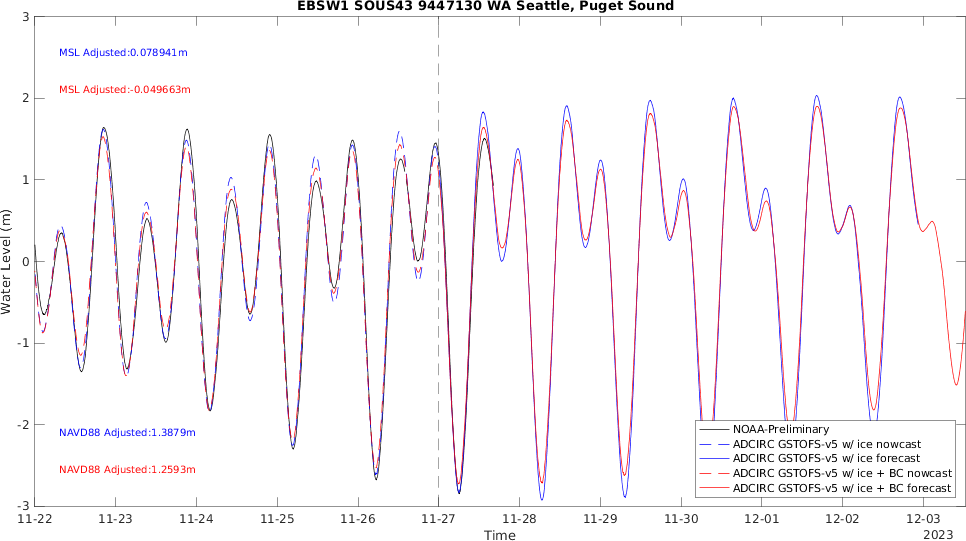 EBSW1 SOUS43 9447130 WA Seattle, Puget Sound
3
2
1
0
-1
-2
-3
Water Level (m)
MSL Adjusted:0.078941m
MSL Adjusted:-0.049663m
NAVD88 Adjusted:1.3879m
NAVD88 Adjusted:1.2593m
NOAA-Preliminary
ADCIRC GSTOFS-v5 w/ ice nowcast
ADCIRC GSTOFS-v5 w/ ice forecast
ADCIRC GSTOFS-v5 w/ ice + BC nowcast
ADCIRC GSTOFS-v5 w/ ice + BC forecast
11-22 11-23 11-24 11-25 11-26 11-27 11-28 11-29 11-30 12-01 12-02 12-03
Time
2023